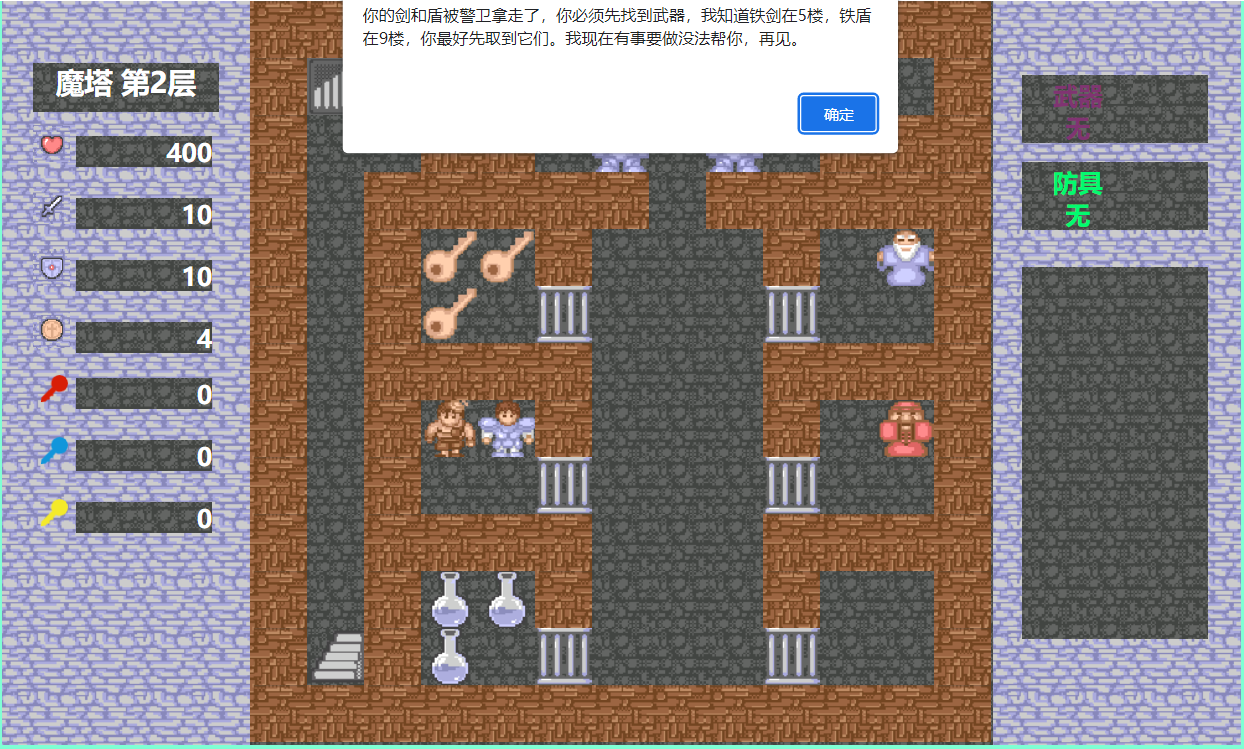 你的剑和盾被警卫拿走了，你必须先找到武器，我知道铁剑在5楼，铁盾
在9楼，你最好先取到它们。我现在有事要做没法帮你，再见。
确定
魔塔 第2层
400
10
10
4
0
0
0
武器
无
防具
无